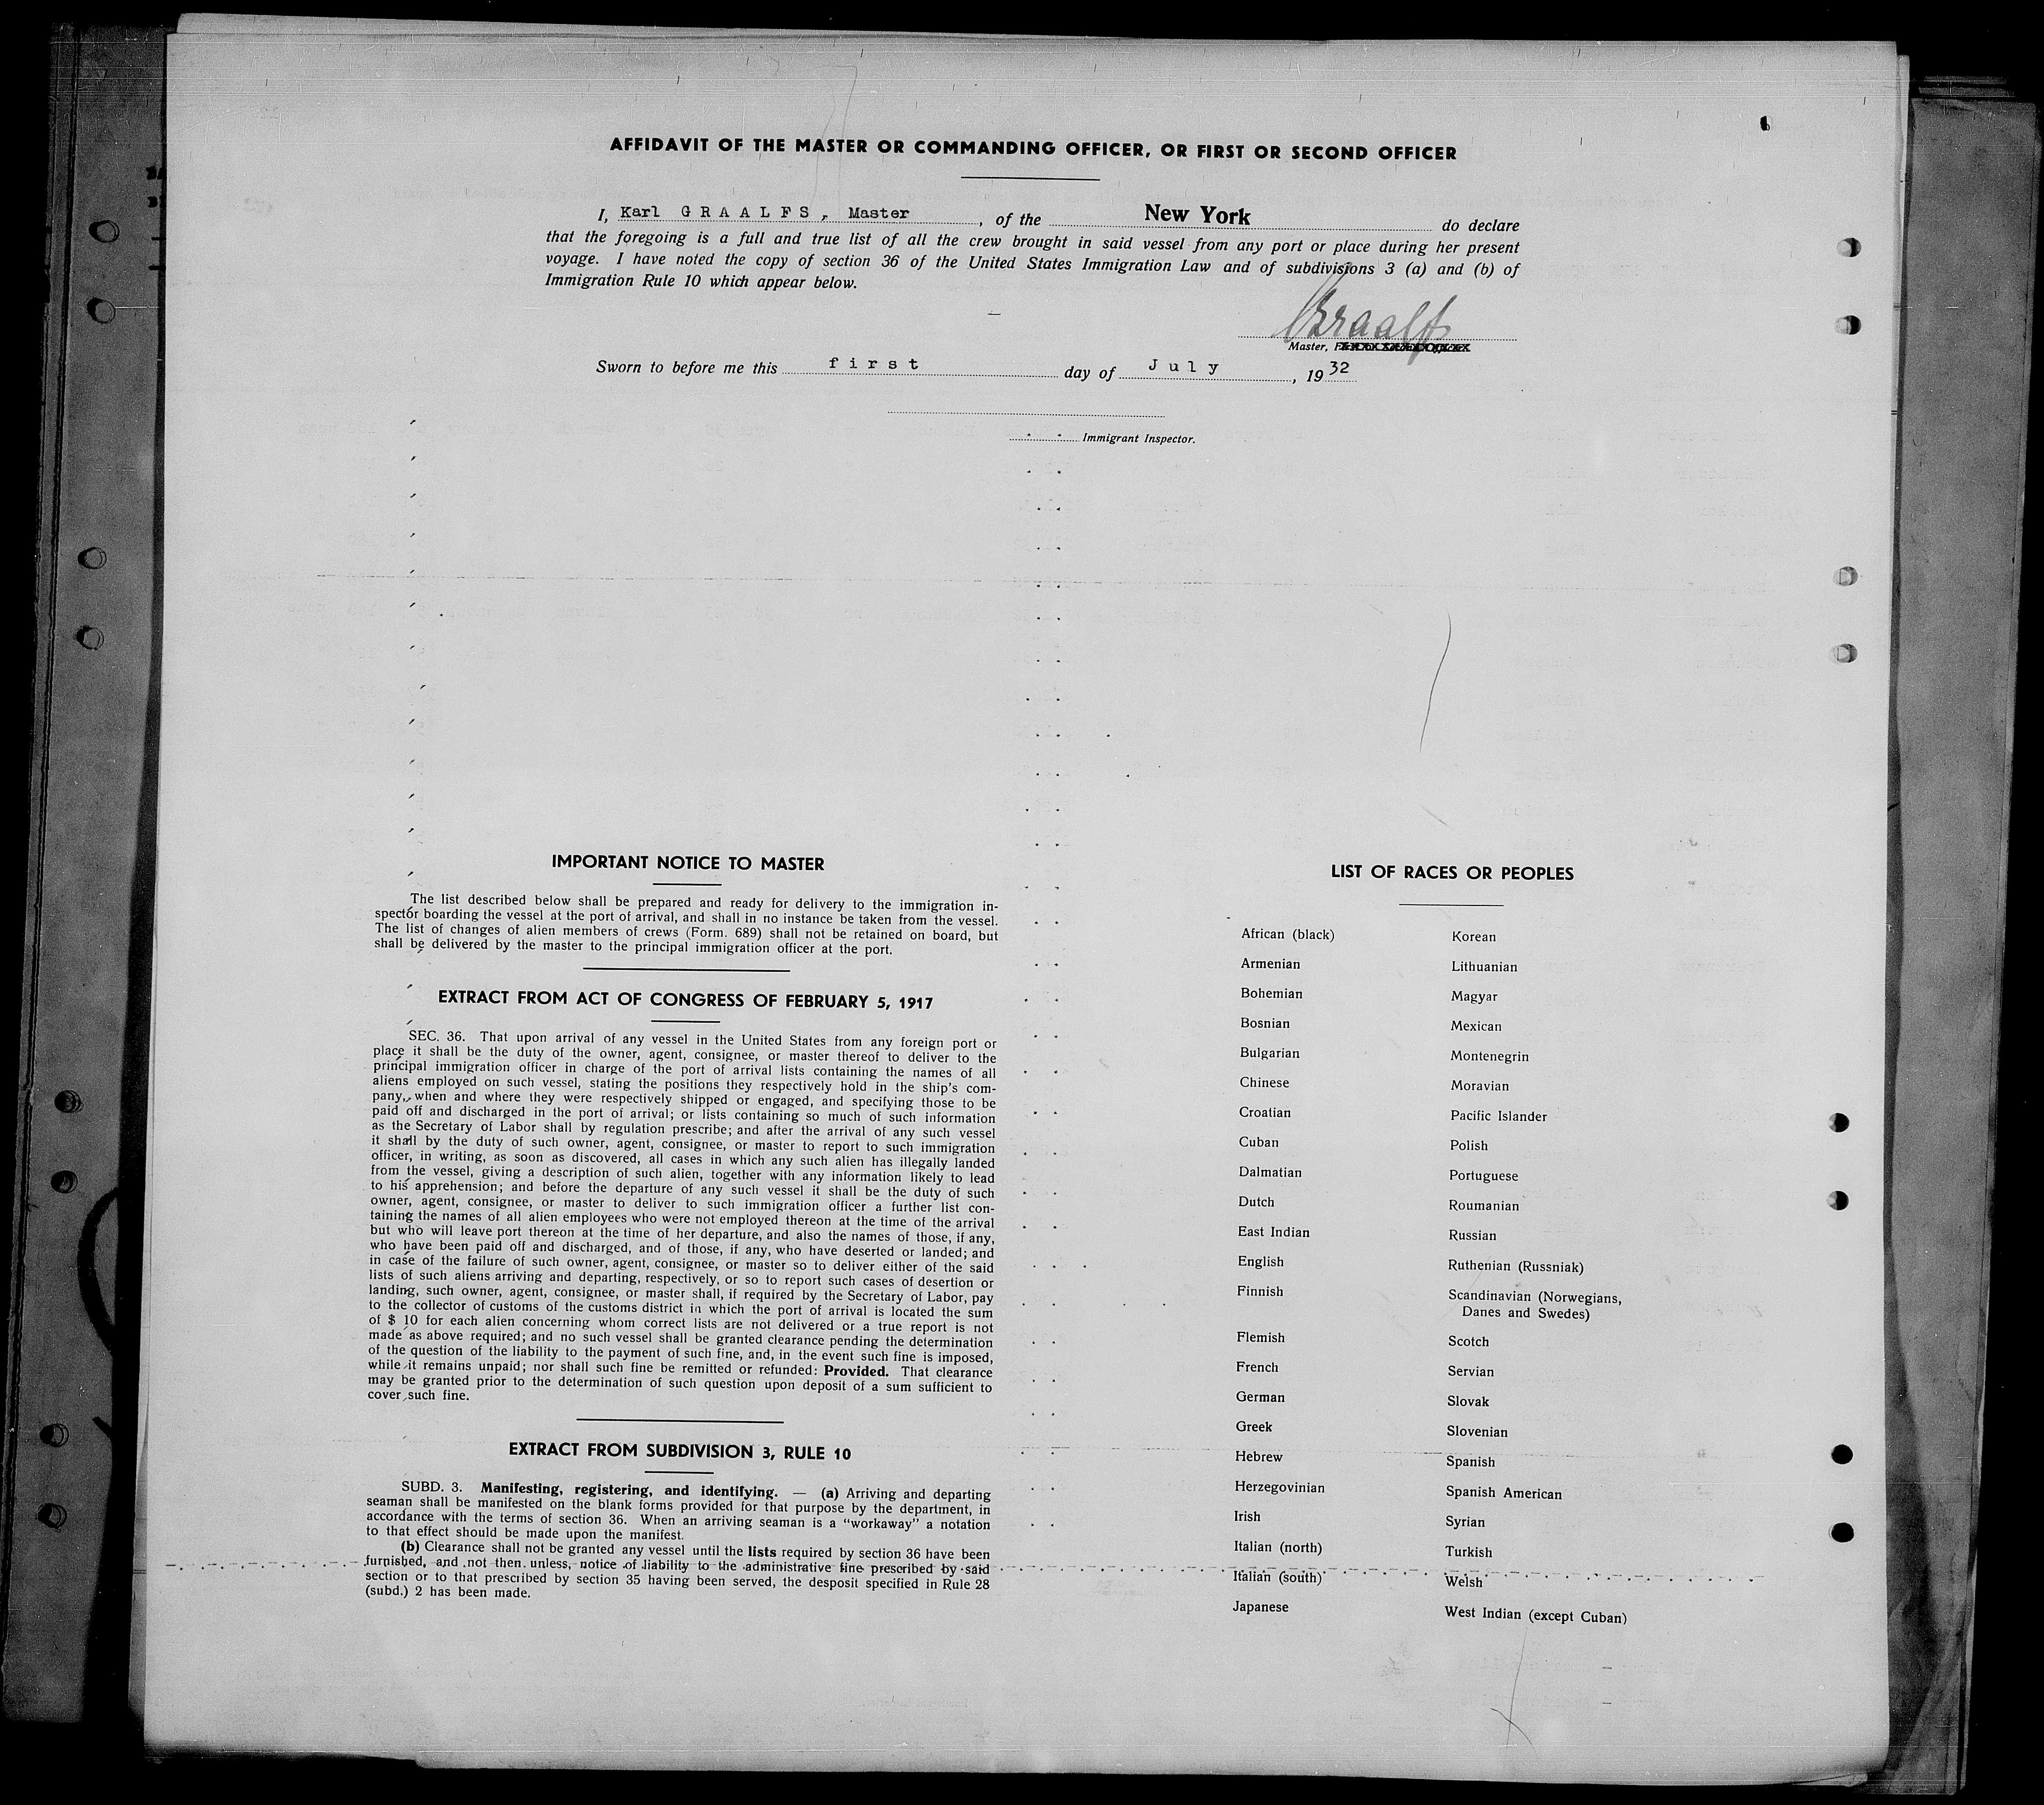 AFFIDAVIT OF THE MASTER OR COMMANDING OFFICER, OR FIRST OR SECOND OFFICER
I, Karl GRAALFS, Master, of the New York do declare
that the foregoing is a full and true list of all the crew brought in said vessel from any port or place during her present
voyage. I have noted the copy of section 36 of the United States Immigration Law and of subdivisions 3 (a) and (b) of
Immigration Rule 10 which appear below.
Graalfs
Master,
Sworn to before me this first day of July, 1932
Immigrant Inspector.
IMPORTANT NOTICE TO MASTER
The list described below shall be prepared and ready for delivery to the immigration in-
spector boarding the vessel at the port of arrival, and shall in no instance be taken from the vessel.
The list of changes of alien members of crews (Form. 689) shall not be retained on board, but
shall be delivered by the master to the principal immigration officer at the port.
EXTRACT FROM ACT OF CONGRESS OF FEBRUARY 5, 1917
SEC. 36. That upon arrival of any vessel in the United States from any foreign port or
place it shall be the duty of the owner, agent, consignee, or master thereof to deliver to the
principal immigration officer in charge of the port of arrival lists containing the names of all
aliens employed on such vessel, stating the positions they respectively hold in the ship's com-
pany, when and where they were respectively shipped or engaged, and specifying those to be
paid off and discharged in the port of arrival; or lists containing so much of such information
as the Secretary of Labor shall by regulation prescribe; and after the arrival of any such vessel
it shall by the duty of such owner, agent, consignee, or master to report to such immigration
officer, in writing, as soon as discovered, all cases in which any such alien has illegally landed
from the vessel, giving a description of such alien, together with any information likely to lead
to his apprehension; and before the departure of any such vessel it shall be the duty of such
owner, agent, consignee, or master to deliver to such immigration officer a further list con-
taining the names of all alien employees who were not employed thereon at the time of the arrival
but who will leave port thereon at the time of her departure, and also the names of those, if any,
who have been paid off and discharged, and of those, if any, who have deserted or landed; and
in case of the failure of such owner, agent, consignee, or master so to deliver either of the said
lists of such aliens arriving and departing, respectively, or so to report such cases of desertion or
landing, such owner, agent, consignee, or master shall, if required by the Secretary of Labor, pay
to the collector of customs of the customs district in which the port of arrival is located the sum
of $ 10 for each alien concerning whom correct lists are not delivered or a true report is not
made as above required; and no such vessel shall be granted clearance pending the determination
of the question of the liability to the payment of such fine, and, in the event such fine is imposed,
while it remains unpaid; nor shall such fine be remitted or refunded: Provided. That clearance
may be granted prior to the determination of such question upon deposit of a sum sufficient to
cover such fine.
EXTRACT FROM SUBDIVISION 3, RULE 10
SUBD. 3. Manifesting, registering, and identifying. — (a) Arriving and departing
seaman shall be manifested on the blank forms provided for that purpose by the department, in
accordance with the terms of section 36. When an arriving seaman is a “workaway” a notation
to that effect should be made upon the manifest.
(b) Clearance shall not be granted any vessel until the lists required by section 36 have been
furnished, and not then unless, notice of liability to the administrative fine prescribed by said
section or to that prescribed by section 35 having been served, the desposit specified in Rule 28
(subd.) 2 has been made.
LIST OF RACES OR PEOPLES
African (black)
Armenian
Bohemian
Bosnian
Bulgarian
Chinese
Croatian
Cuban
Dalmatian
Dutch
East Indian
English
Finnish
Flemish
French
German
Greek
Hebrew
Herzegovinian
Irish
Italian (north)
Italian (south)
Japanese
Korean
Lithuanian
Magyar
Mexican
Montenegrin
Moravian
Pacific Islander
Polish
Portuguese
Roumanian
Russian
Ruthenian (Russniak)
Scandinavian (Norwegians,
Danes and Swedes)
Scotch
Servian
Slovak
Slovenian
Spanish
Spanish American
Syrian
Turkish
Welsh
West Indian (except Cuban)